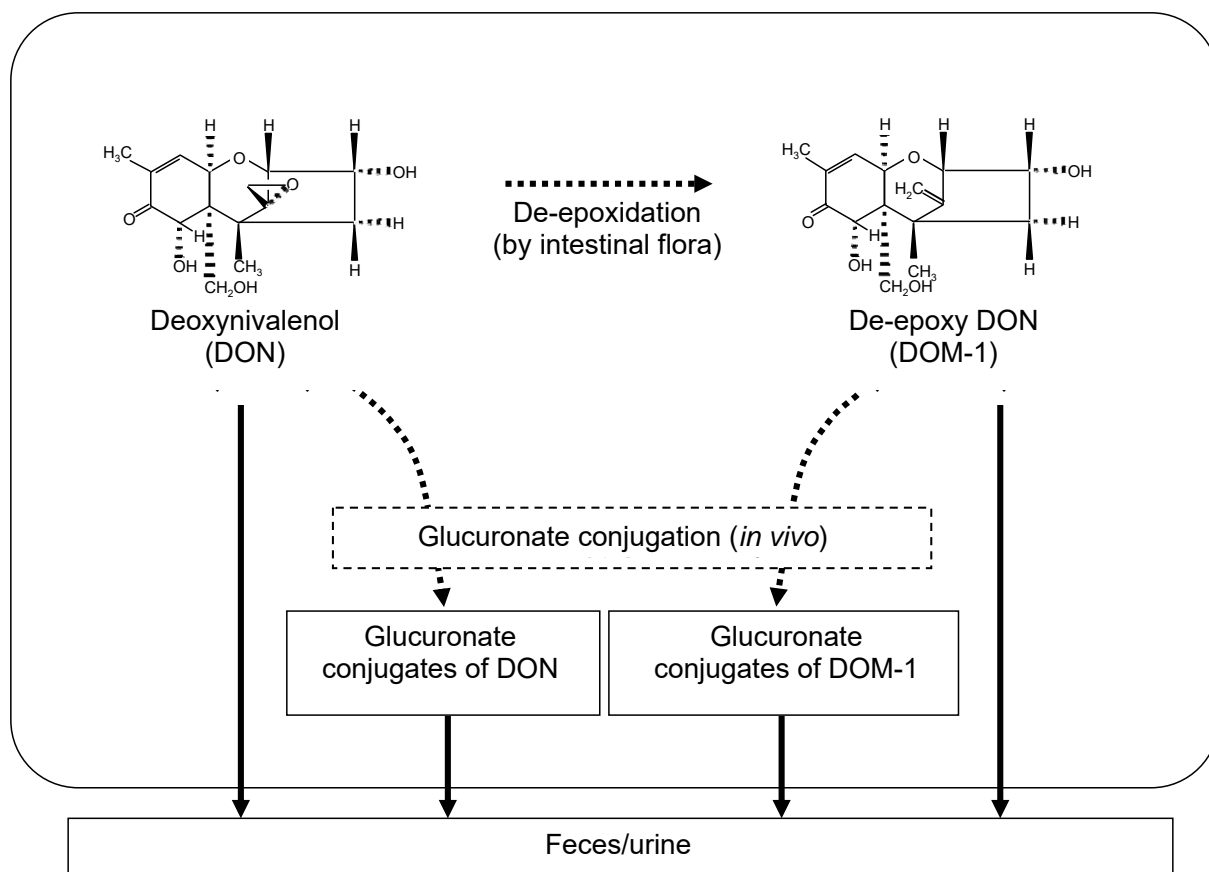 H H H
H3C
O
O
OH
O
H
H
OH
CH3
H
CH2OH
Deoxynivalenol
(DON)
De-epoxidation
(by intestinal flora)
H H H
H3C
O
H2C
OH
O
H
H
OH
CH3
H
CH2OH
De-epoxy DON
(DOM-1)
Glucuronate conjugation (in vivo)
Glucuronate
conjugates of DON
Glucuronate
conjugates of DOM-1
Feces/urine